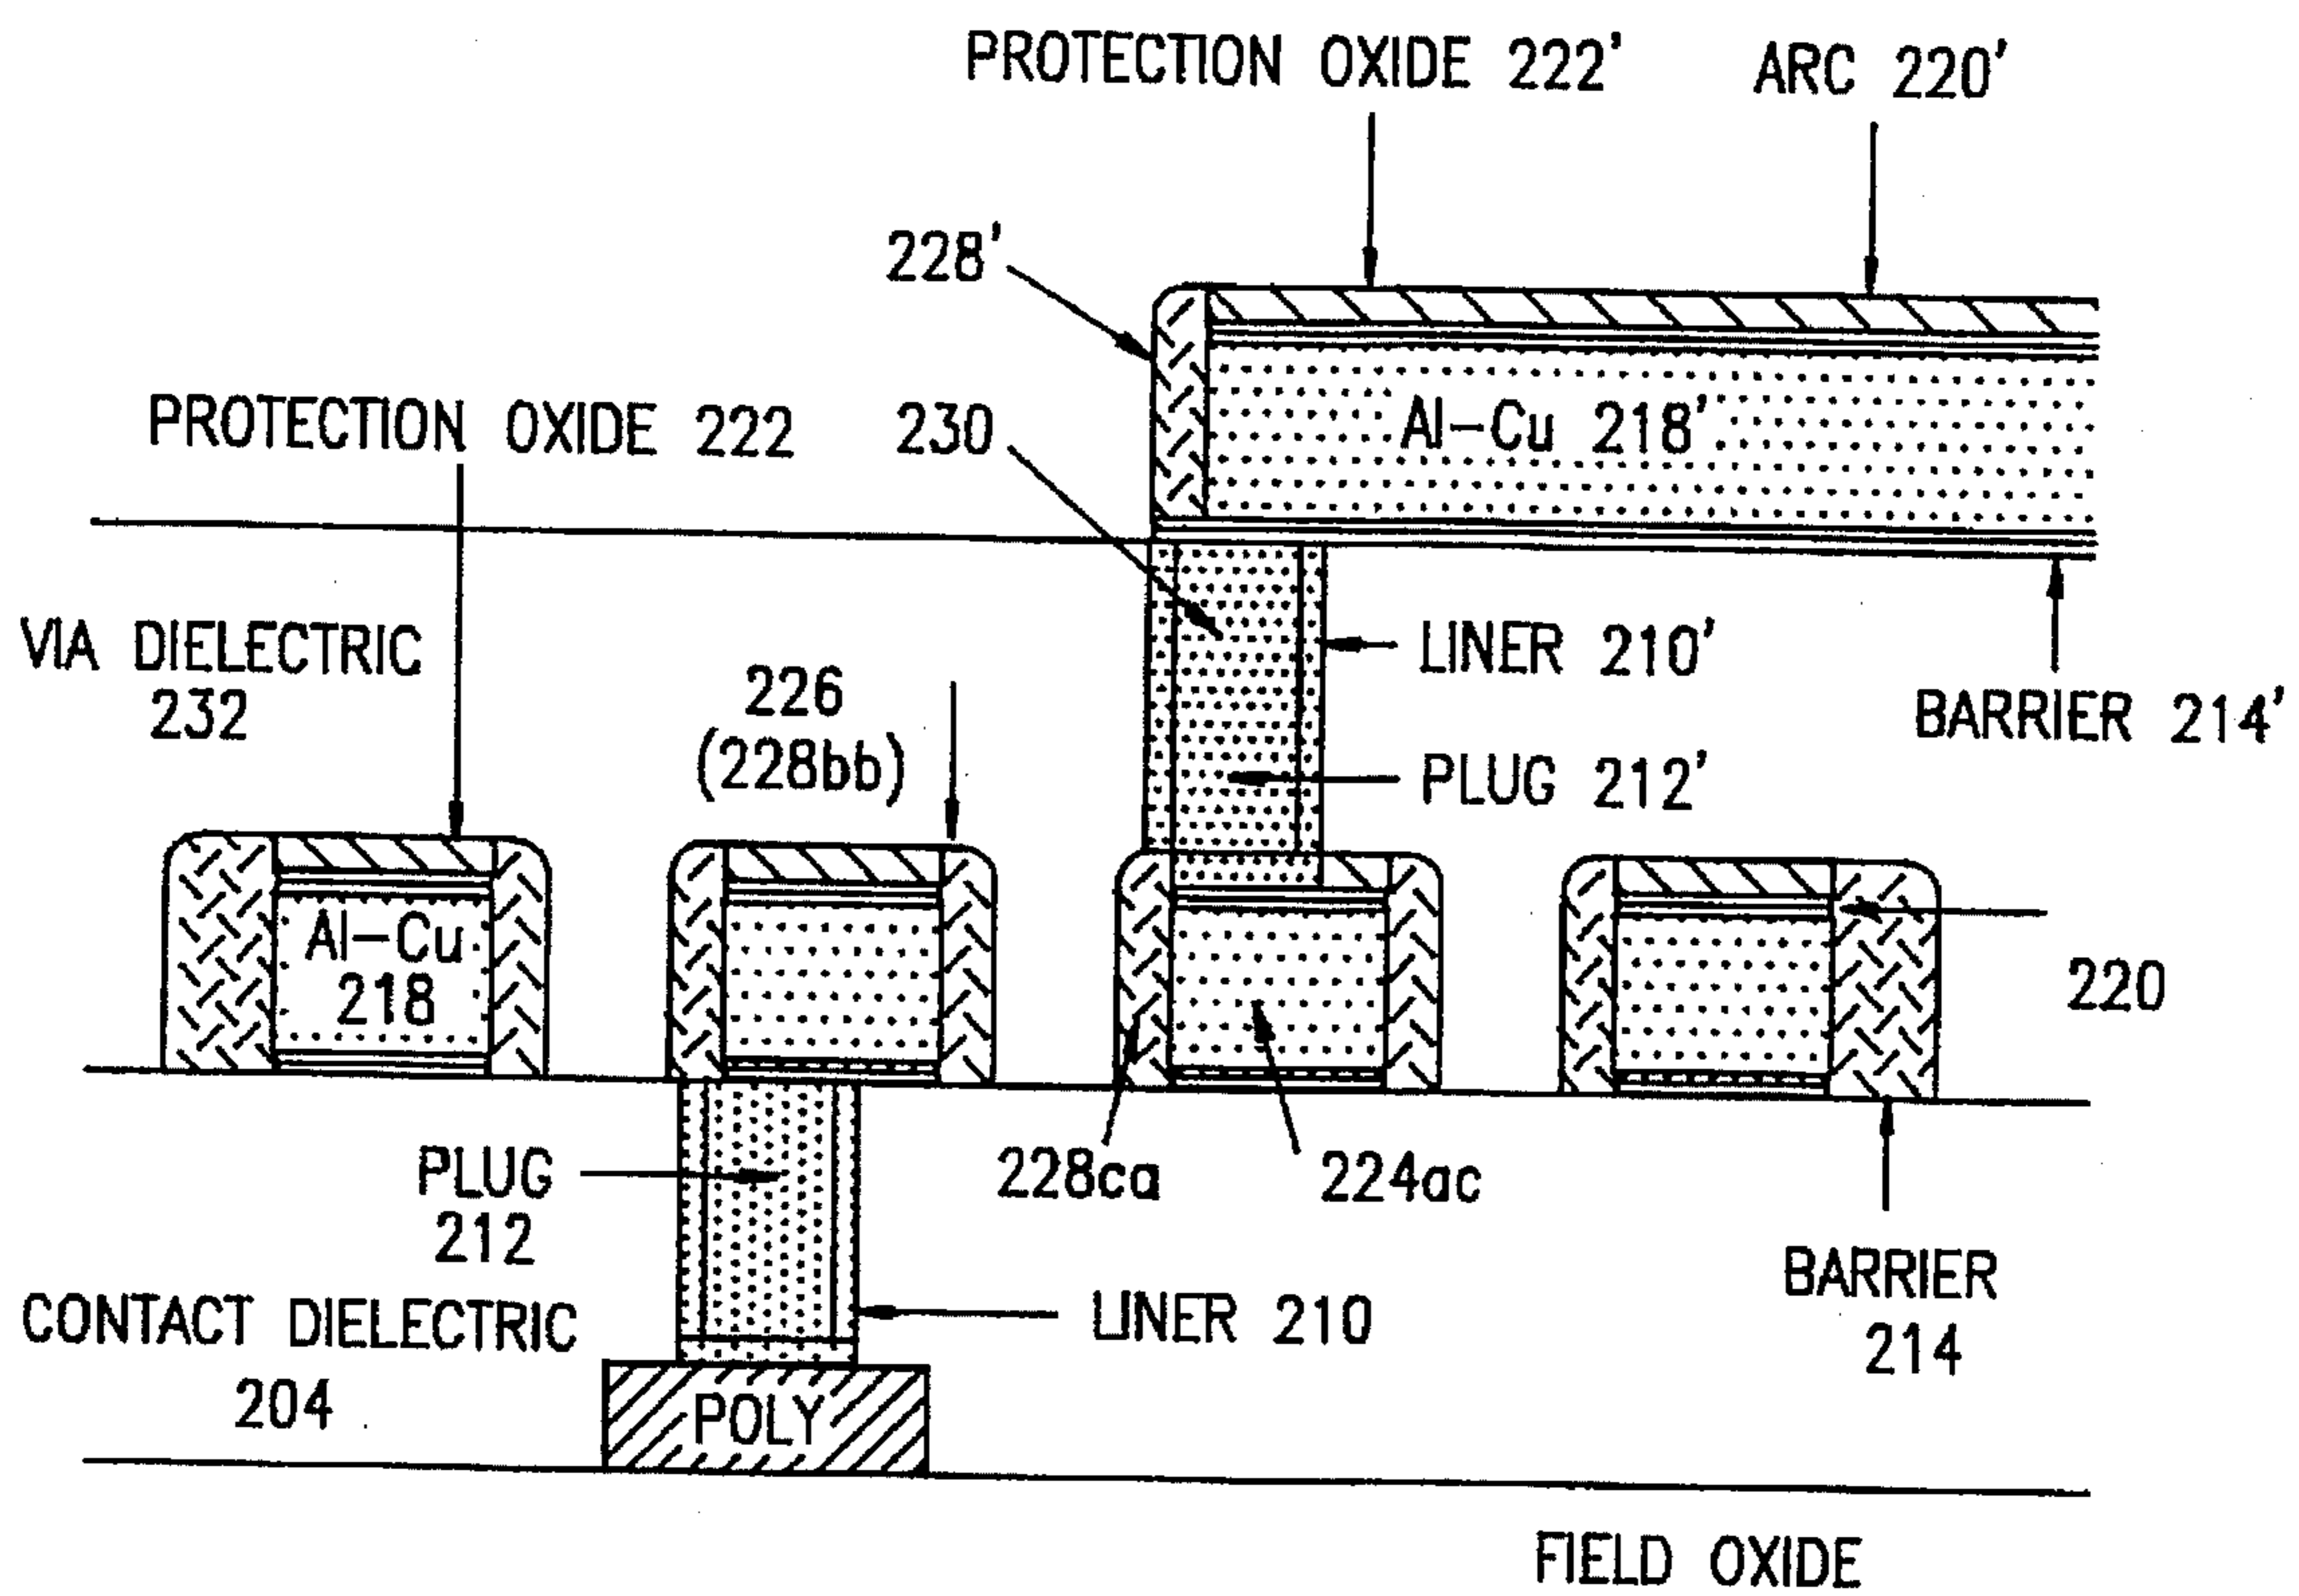 PROTECTION OXIDE 222'
ARC 220'
228'
PROTECTION OXIDE 222
230
Al-Cu 218'
VIA DIELECTRIC
232
LINER 210'
226
(228bb)
BARRIER 214'
PLUG 212'
Al-Cu
218
220
PLUG
212
228ca
224ac
BARRIER
214
CONTACT DIELECTRIC
204
LINER 210
POLY
FIELD OXIDE